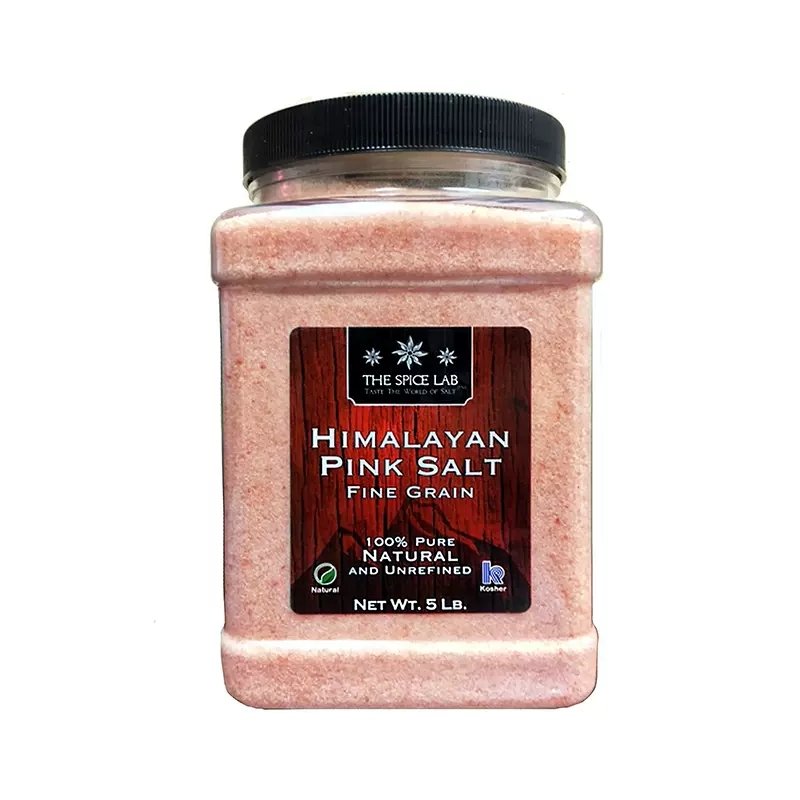 THE SPICE LAB
TASTE THE WORLD OF SALT
HIMALAYAN
PINK SALT
FINE GRAIN
100% PURE
NATURAL
AND UNREFINED
Natural
Kosher
NET WT. 5 LB.